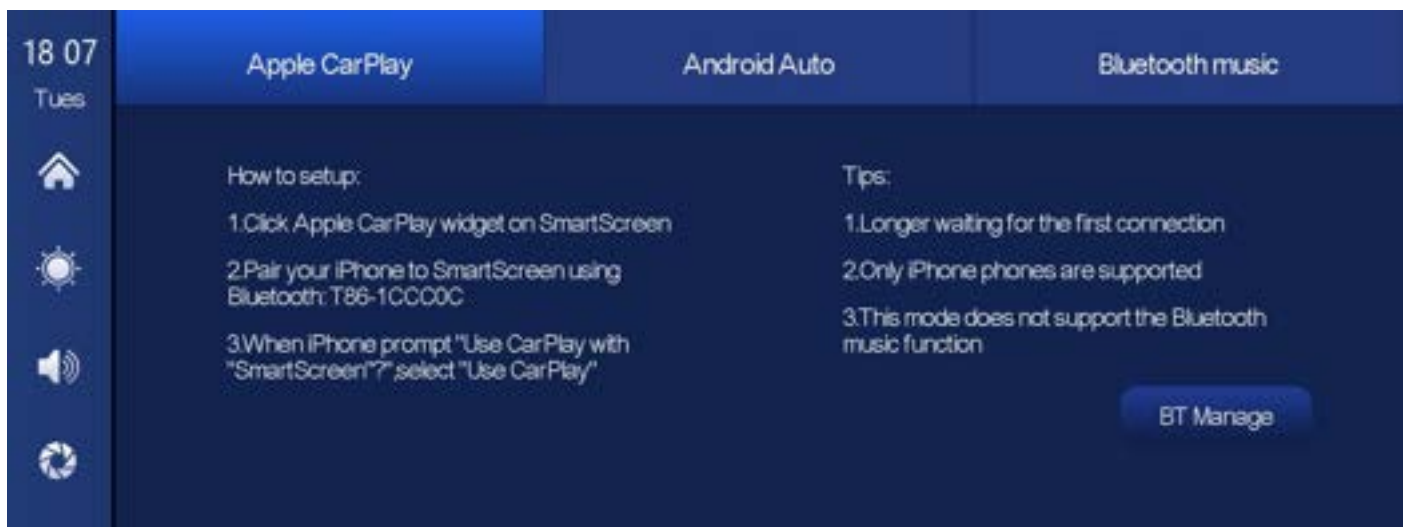 18 07
Tues
Apple CarPlay
Android Auto
Bluetooth music
How to setup:
1.Click Apple CarPlay widget on SmartScreen
2.Pair your iPhone to SmartScreen using
Bluetooth: T86-1CCC0C
3.When iPhone prompt "Use CarPlay with
"SmartScreen"?",select "Use CarPlay"
Tips:
1.Longer waiting for the first connection
2.Only iPhone phones are supported
3.This mode does not support the Bluetooth
music function
BT Manage